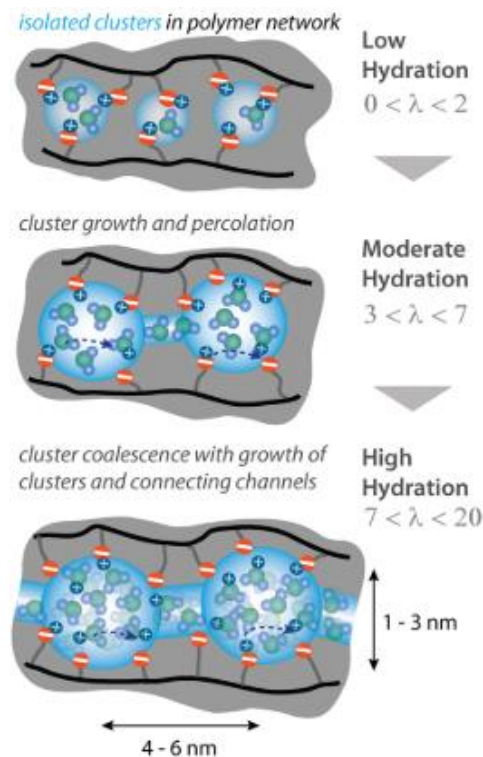 isolated clusters in polymer network
Low
Hydration
0 < λ < 2
cluster growth and percolation
Moderate
Hydration
3 < λ < 7
cluster coalescence with growth of
clusters and connecting channels
High
Hydration
7 < λ < 20
1 - 3 nm
4 - 6 nm